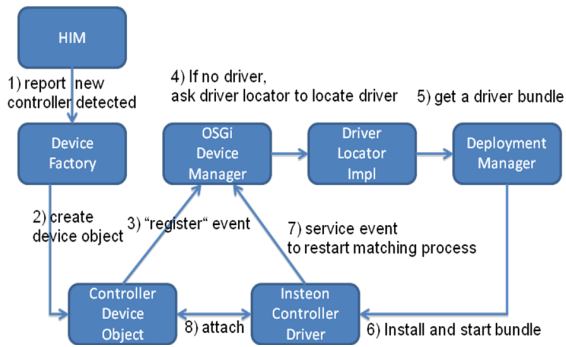 HIM
1) report new
controller detected
4) If no driver,
ask driver locator to locate driver
5) get a driver bundle
Device
Factory
OSGi
Device
Manager
Driver
Locator
Impl
Deployment
Manager
2) create
device object
3) “register“ event
7) service event
to restart matching process
Controller
Device
Object
8) attach
Insteon
Controller
Driver
6) Install and start bundle